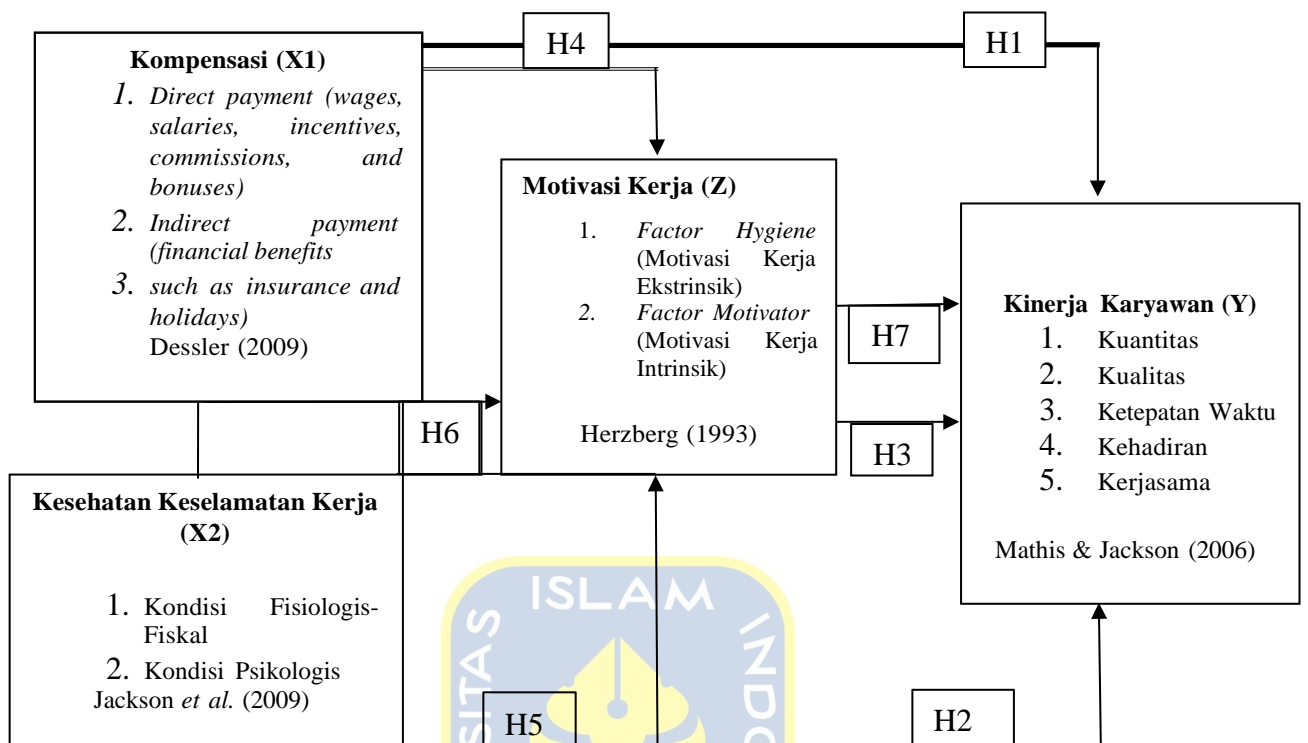 H4
H1
Kompensasi (X1)
1. Direct payment (wages,
salaries, incentives,
commissions, and
bonuses)
2. Indirect payment
(financial benefits
3. such as insurance and
holidays)
Dessler (2009)
Motivasi Kerja (Z)
1. Factor Hygiene
(Motivasi Kerja
Ekstrinsik)
2. Factor Motivator
(Motivasi Kerja
Intrinsik)
Herzberg (1993)
H7
H3
Kinerja Karyawan (Y)
1. Kuantitas
2. Kualitas
3. Ketepatan Waktu
4. Kehadiran
5. Kerjasama
Mathis & Jackson (2006)
H6
Kesehatan Keselamatan Kerja
(X2)
1. Kondisi Fisiologis-
Fiskal
2. Kondisi Psikologis
Jackson et al. (2009)
ISLAM
H5
H2